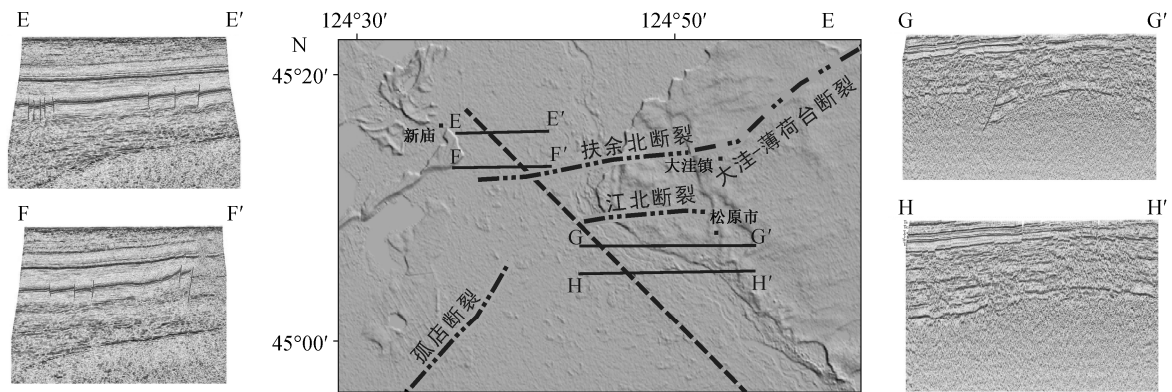 E E′
124°30′ 124°50′ E
G G′
N
45°20′
新庙
E E′
F F′
扶余北断裂
大洼镇
大洼-薄荷台断裂
江北断裂
松原市
G G′
H H′
孤店断裂
45°00′
F F′
H H′